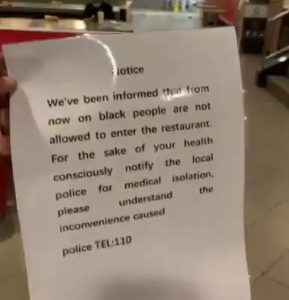 Notice
We've been informed that from
now on black people are not
allowed to enter the restaurant.
For the sake of your health
consciously notify the local
police for medical isolation,
please understand the
inconvenience caused
police TEL:110